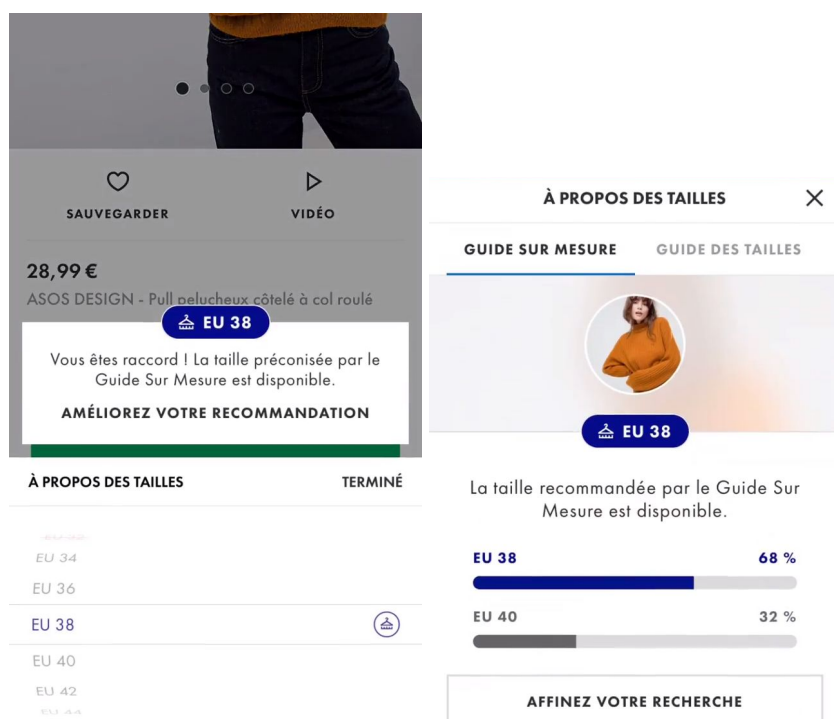 SAUVEGARDER
VIDÉO
28,99 €
ASOS DESIGN - Pull pelucheux côtelé à col roulé
EU 38
Vous êtes raccord ! La taille préconisée par le
Guide Sur Mesure est disponible.
AMÉLIOREZ VOTRE RECOMMANDATION
À PROPOS DES TAILLES
TERMINÉ
EU 34
EU 36
EU 38
EU 40
EU 42
EU 44
À PROPOS DES TAILLES
GUIDE SUR MESURE
GUIDE DES TAILLES
EU 38
La taille recommandée par le Guide Sur
Mesure est disponible.
EU 38 68 %
EU 40 32 %
AFFINEZ VOTRE RECHERCHE